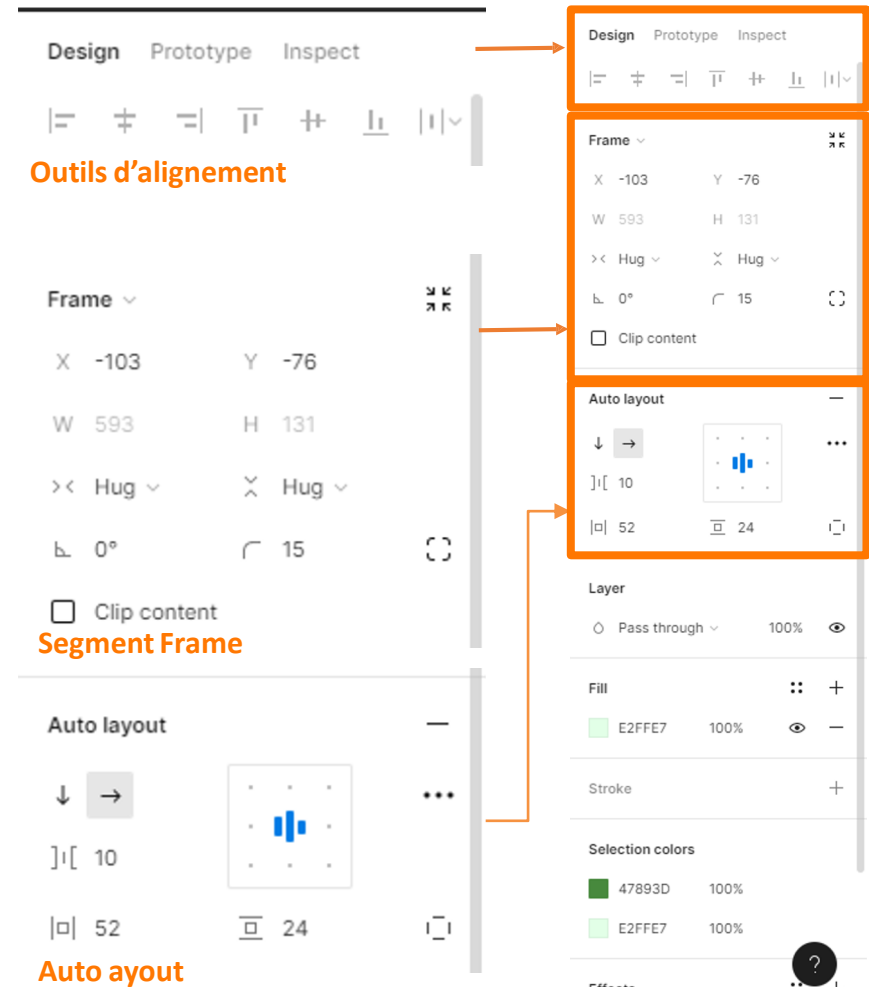 Design Prototype Inspect
Outils d'alignement
Frame
X -103 Y -76
W 593 H 131
Hug Hug
0° 15
Clip content
Segment Frame
Auto layout
10
52 24
Auto ayout
Design Prototype Inspect
Frame
X -103 Y -76
W 593 H 131
Hug Hug
0° 15
Clip content
Auto layout
10
52 24
Layer
Pass through 100%
Fill
E2FFE7 100%
Stroke
Selection colors
47893D 100%
E2FFE7 100%
?